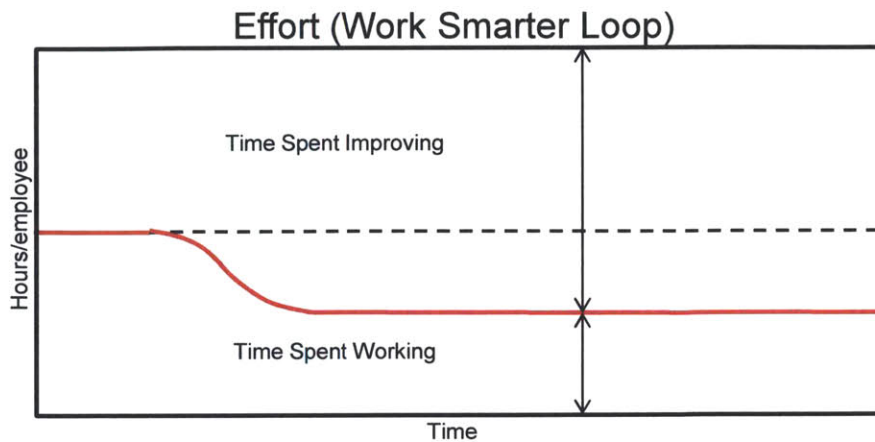 Effort (Work Smarter Loop)
Hours/employee
Time Spent Improving
Time Spent Working
Time